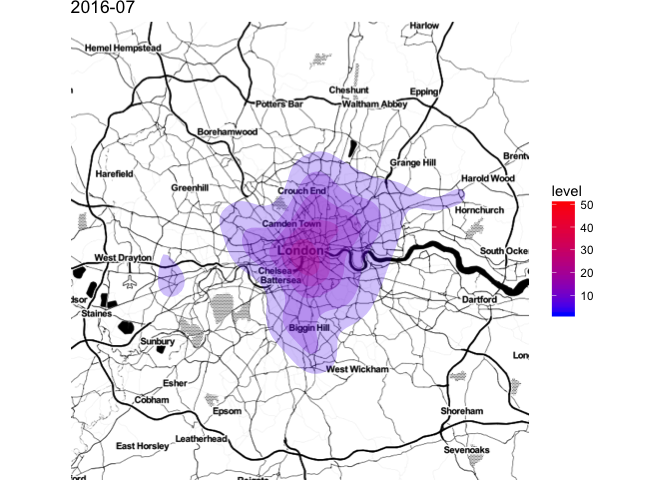 2016-07
Harlow
Hemel Hempstead
Cheshunt
Epping
Potters Bar
Waltham Abbey
Borehamwood
Brentw
Grange Hill
Harefield
Harold Wood
Greenhill
Crouch End
level
Hornchurch
50
Camden Town
40
London
South Ocke
30
West Drayton
Chelsea
20
Battersea
10
dsor
Dartford
Staines
Biggin Hill
Sunbury
Lon
West Wickham
Esher
Cobham
Epsom
Shoreham
Leatherhead
East Horsley
Sevenoaks
ord